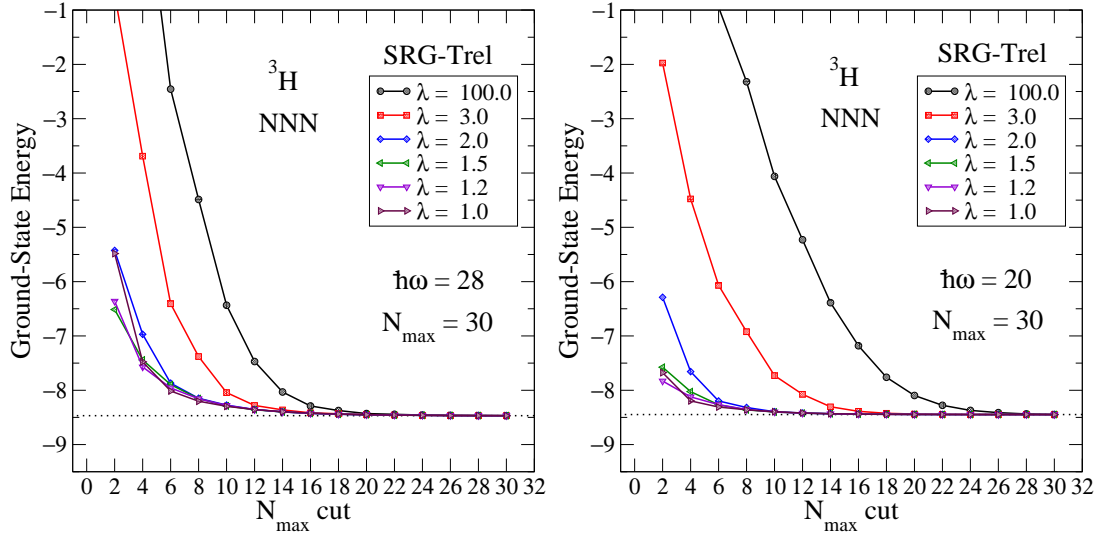 −1
−2
−3
−4
−5
−6
−7
−8
−9
Ground-State Energy
³H
NNN
SRG-Trel
λ = 100.0
λ = 3.0
λ = 2.0
λ = 1.5
λ = 1.2
λ = 1.0
ħω = 28
N_max = 30
0 2 4 6 8 10 12 14 16 18 20 22 24 26 28 30 32
N_max cut
−1
−2
−3
−4
−5
−6
−7
−8
−9
Ground-State Energy
³H
NNN
SRG-Trel
λ = 100.0
λ = 3.0
λ = 2.0
λ = 1.5
λ = 1.2
λ = 1.0
ħω = 20
N_max = 30
0 2 4 6 8 10 12 14 16 18 20 22 24 26 28 30 32
N_max cut